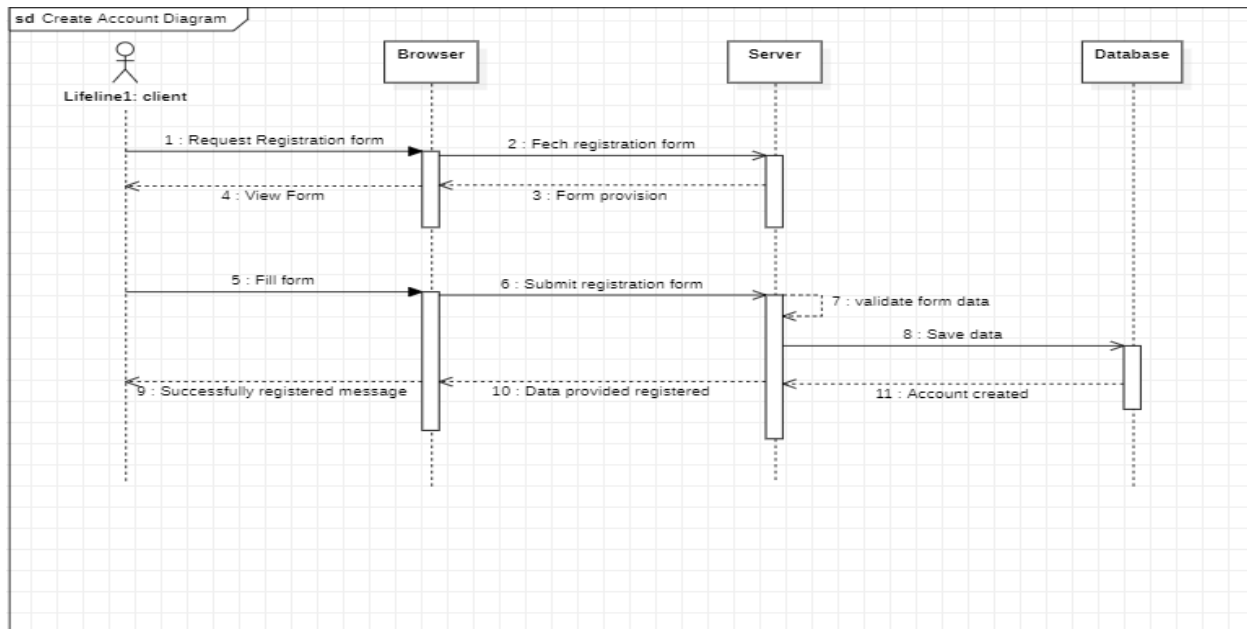 sd Create Account Diagram
Browser
Server
Database
Lifeline1: client
1 : Request Registration form
2 : Fech registration form
4 : View Form
3 : Form provision
5 : Fill form
6 : Submit registration form
7 : validate form data
8 : Save data
9 : Successfully registered message
10 : Data provided registered
11 : Account created